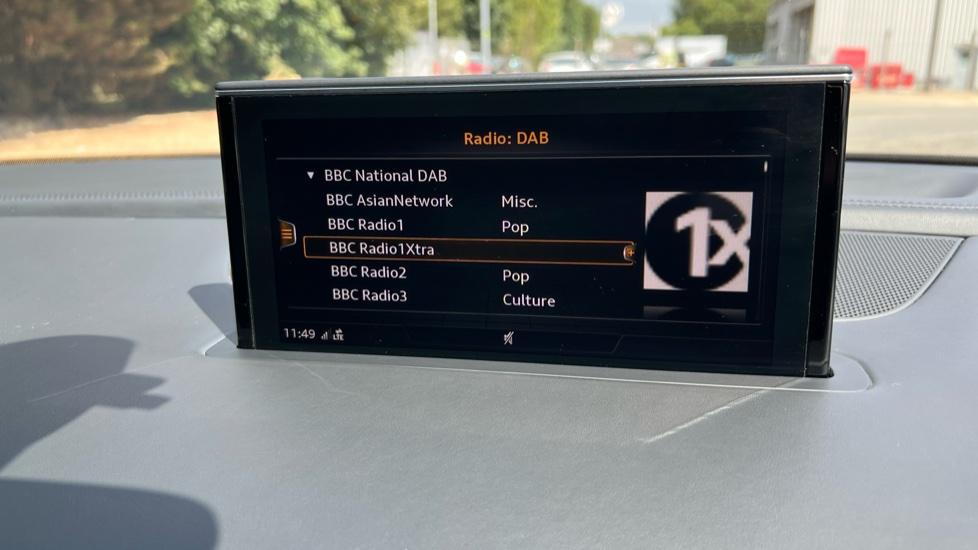 Radio: DAB
▼ BBC National DAB
BBC AsianNetwork Misc.
BBC Radio1 Pop
BBC Radio1Xtra
BBC Radio2 Pop
BBC Radio3 Culture
1x
11:49 LTE